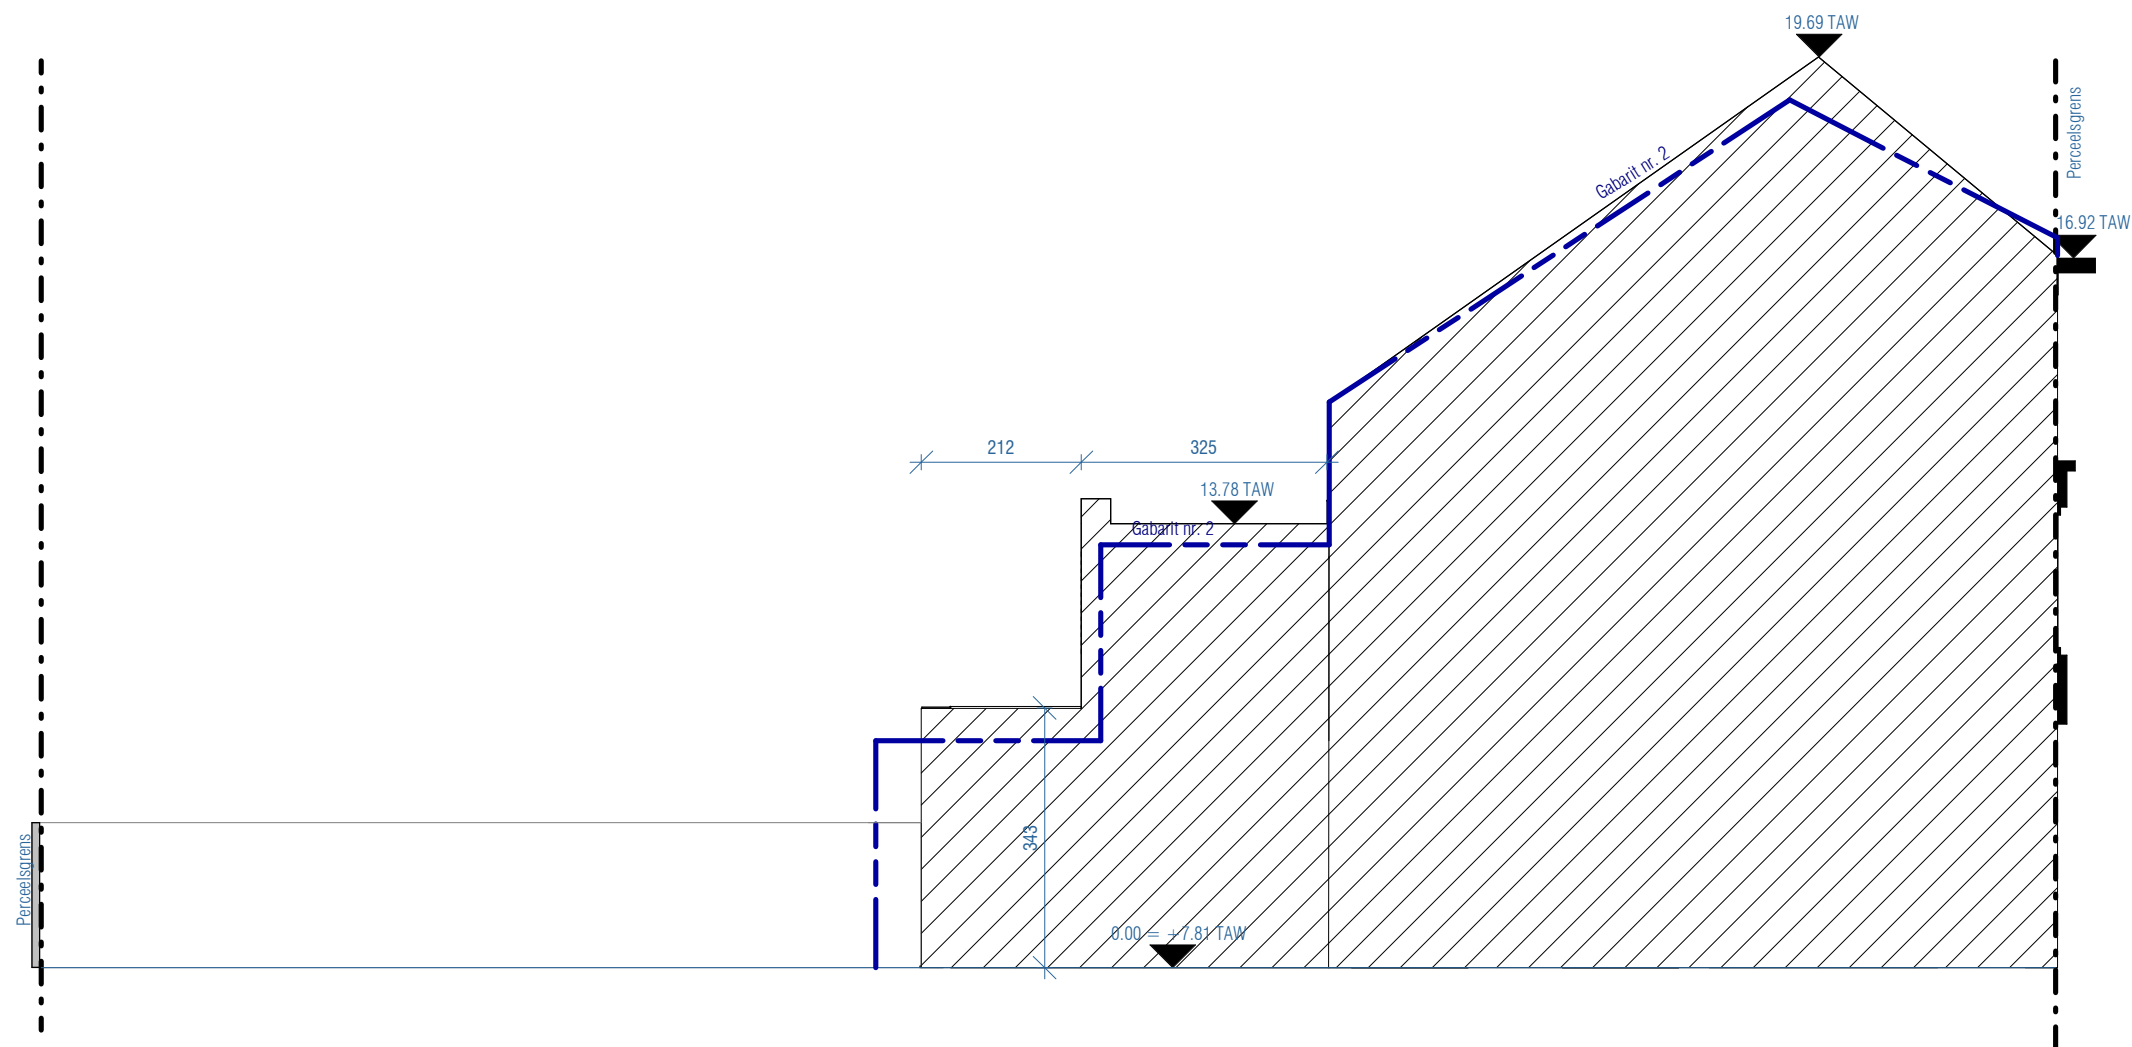 19.69 TAW
Perceelsgrens
Gabarit nr. 2
16.92 TAW
212
325
13.78 TAW
Gabarit nr. 2
343
Perceelsgrens
0.00 = +7.81 TAW